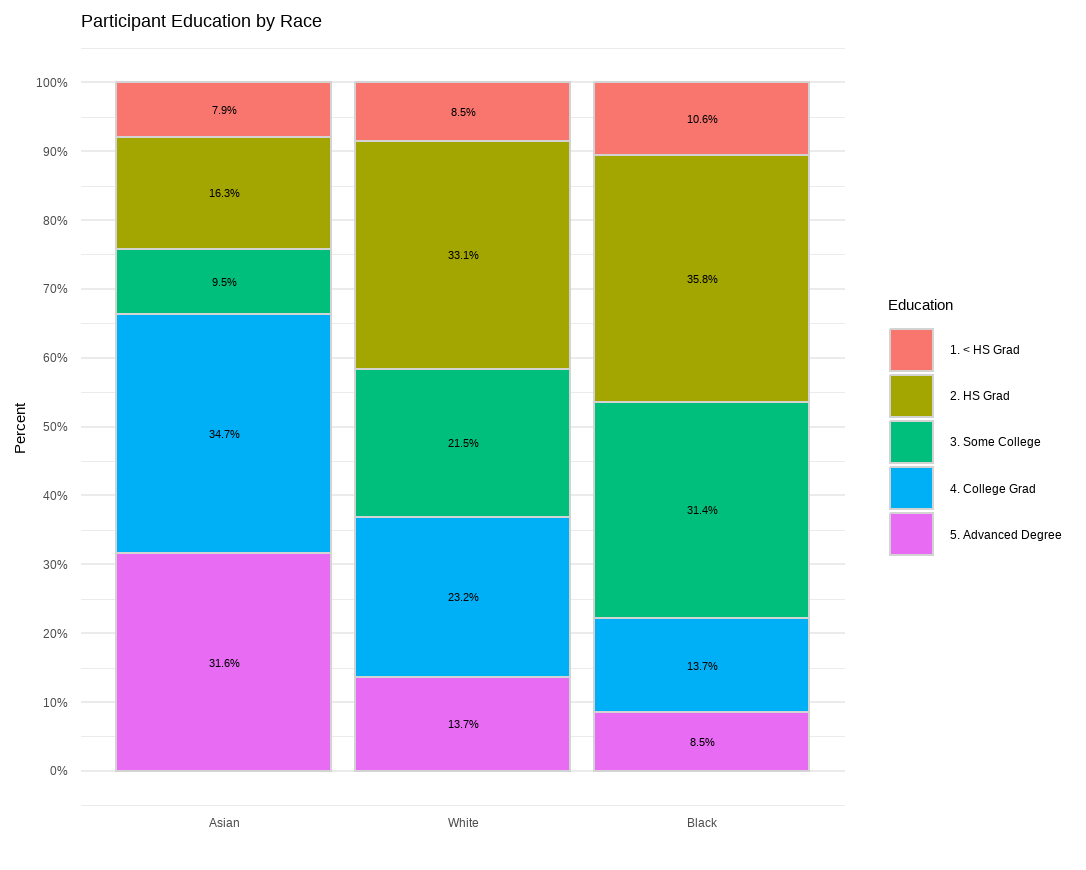 Participant Education by Race
Percent
100%
90%
80%
70%
60%
50%
40%
30%
20%
10%
0%
7.9%
16.3%
9.5%
34.7%
31.6%
8.5%
33.1%
21.5%
23.2%
13.7%
10.6%
35.8%
31.4%
13.7%
8.5%
Asian
White
Black
Education
1. < HS Grad
2. HS Grad
3. Some College
4. College Grad
5. Advanced Degree